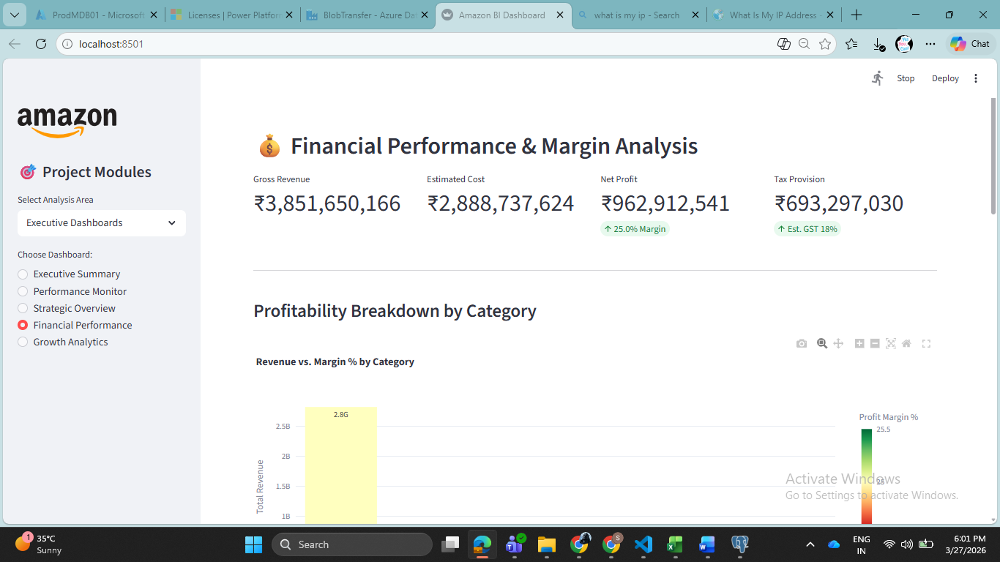 ProdMDB01 - Microsoft
Licenses | Power Platfor
BlobTransfer - Azure Da
Amazon BI Dashboard
what is my ip - Search
What Is My IP Address -
localhost:8501
Chat
Stop
Deploy
amazon
Project Modules
Select Analysis Area
Executive Dashboards
Choose Dashboard:
Executive Summary
Performance Monitor
Strategic Overview
Financial Performance
Growth Analytics
Financial Performance & Margin Analysis
Gross Revenue
₹3,851,650,166
Estimated Cost
₹2,888,737,624
Net Profit
₹962,912,541
↑ 25.0% Margin
Tax Provision
₹693,297,030
↑ Est. GST 18%
Profitability Breakdown by Category
Revenue vs. Margin % by Category
2.8G
2.5B
2B
1.5B
1B
Total Revenue
Profit Margin %
25.5
25
Activate Windows
Go to Settings to activate Windows.
1
35°C
Sunny
Search
S
ENG
IN
6:01 PM
3/27/2026